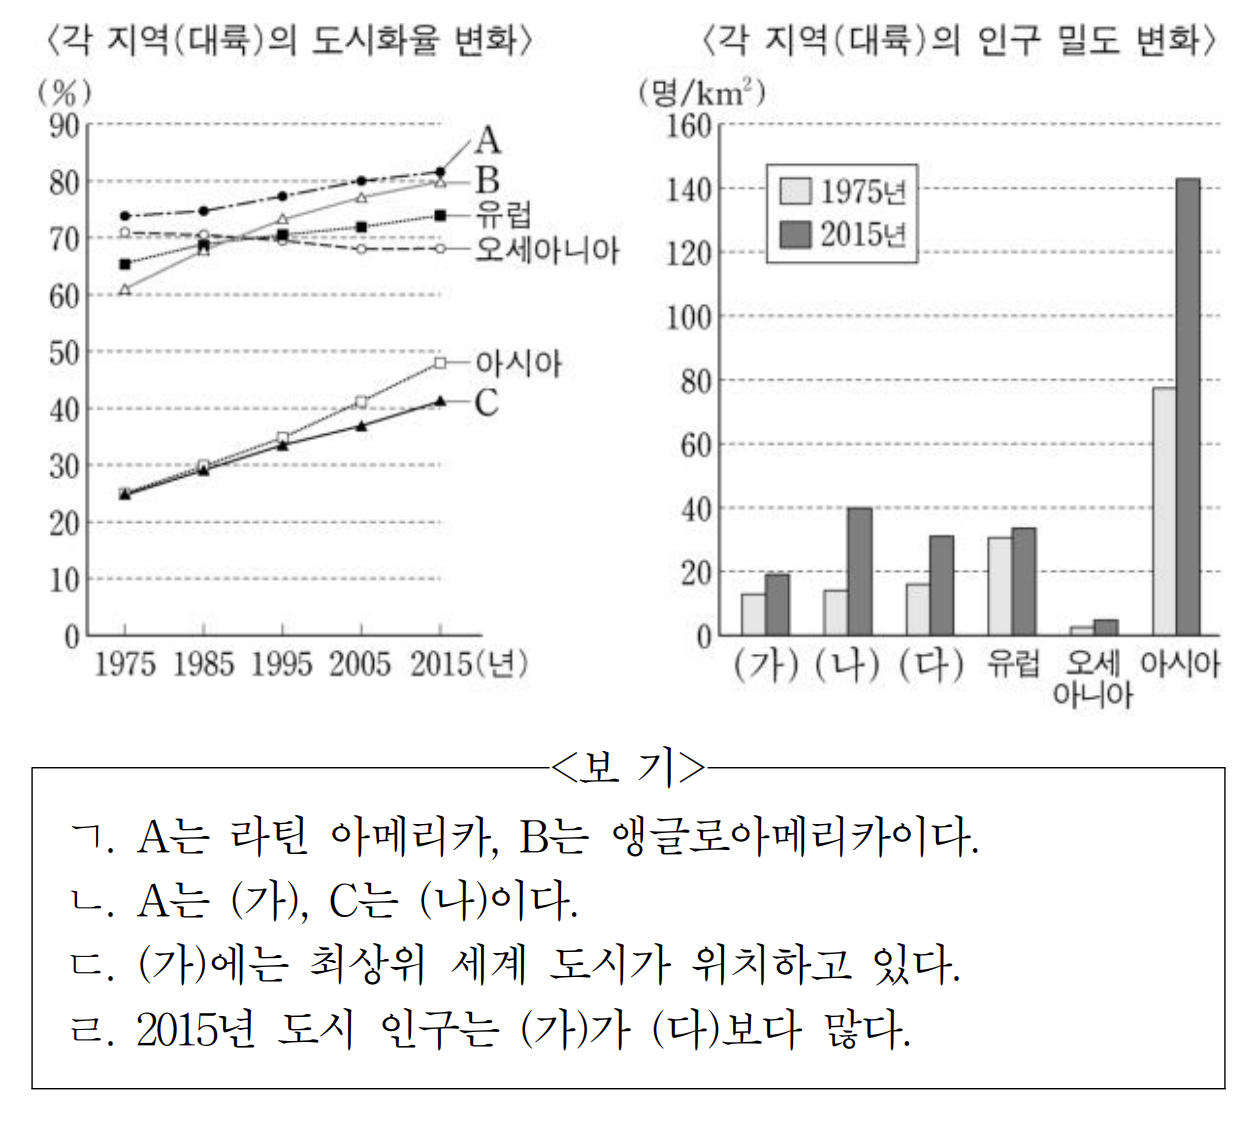 〈각 지역(대륙)의 도시화율 변화〉
(%)
90
80
70
60
50
40
30
20
10
0
A
B
유럽
오세아니아
아시아
C
1975 1985 1995 2005 2015(년)
〈각 지역(대륙)의 인구 밀도 변화〉
(명/km²)
160
140
120
100
80
60
40
20
0
1975년
2015년
(가) (나) (다) 유럽 오세 아시아
아니아
<보 기>
ㄱ. A는 라틴 아메리카, B는 앵글로아메리카이다.
ㄴ. A는 (가), C는 (나)이다.
ㄷ. (가)에는 최상위 세계 도시가 위치하고 있다.
ㄹ. 2015년 도시 인구는 (가)가 (다)보다 많다.